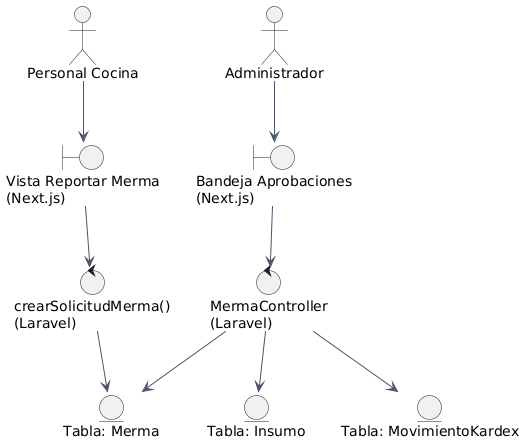 Personal Cocina
Administrador
Vista Reportar Merma
(Next.js)
Bandeja Aprobaciones
(Next.js)
crearSolicitudMerma()
(Laravel)
MermaController
(Laravel)
Tabla: Merma
Tabla: Insumo
Tabla: MovimientoKardex